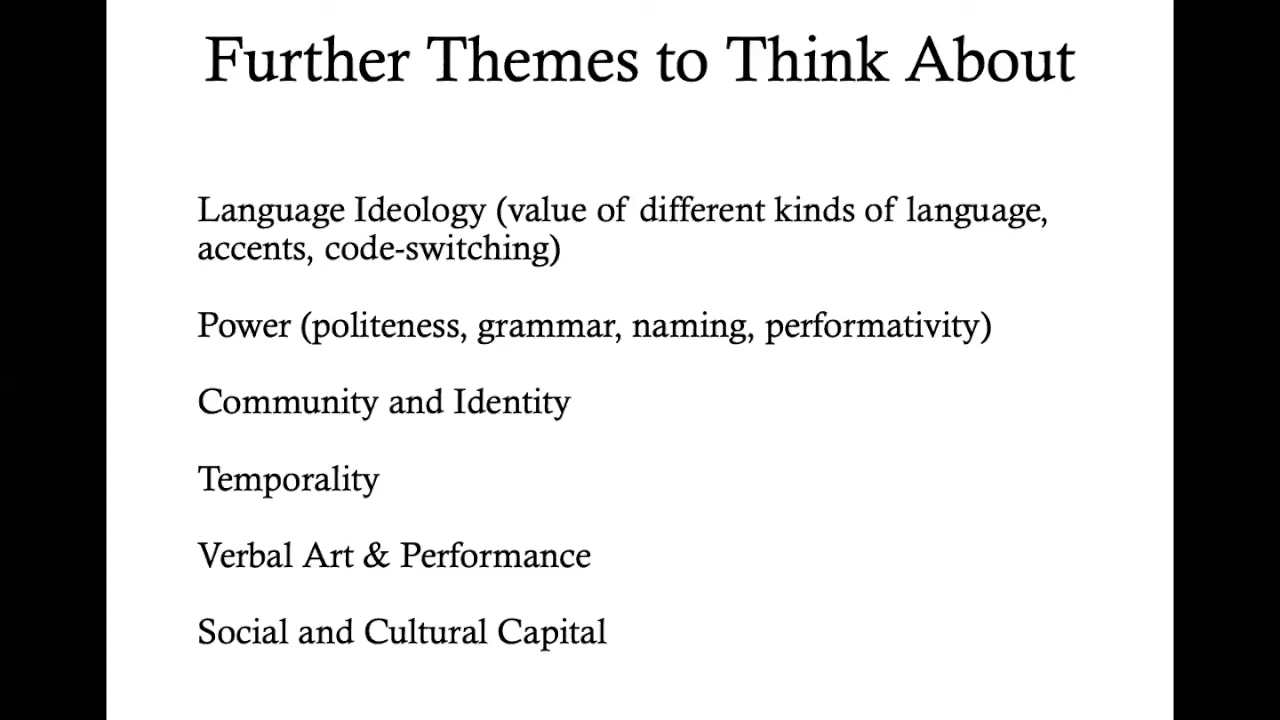 Further Themes to Think About
Language Ideology (value of different kinds of language,
accents, code-switching)
Power (politeness, grammar, naming, performativity)
Community and Identity
Temporality
Verbal Art & Performance
Social and Cultural Capital